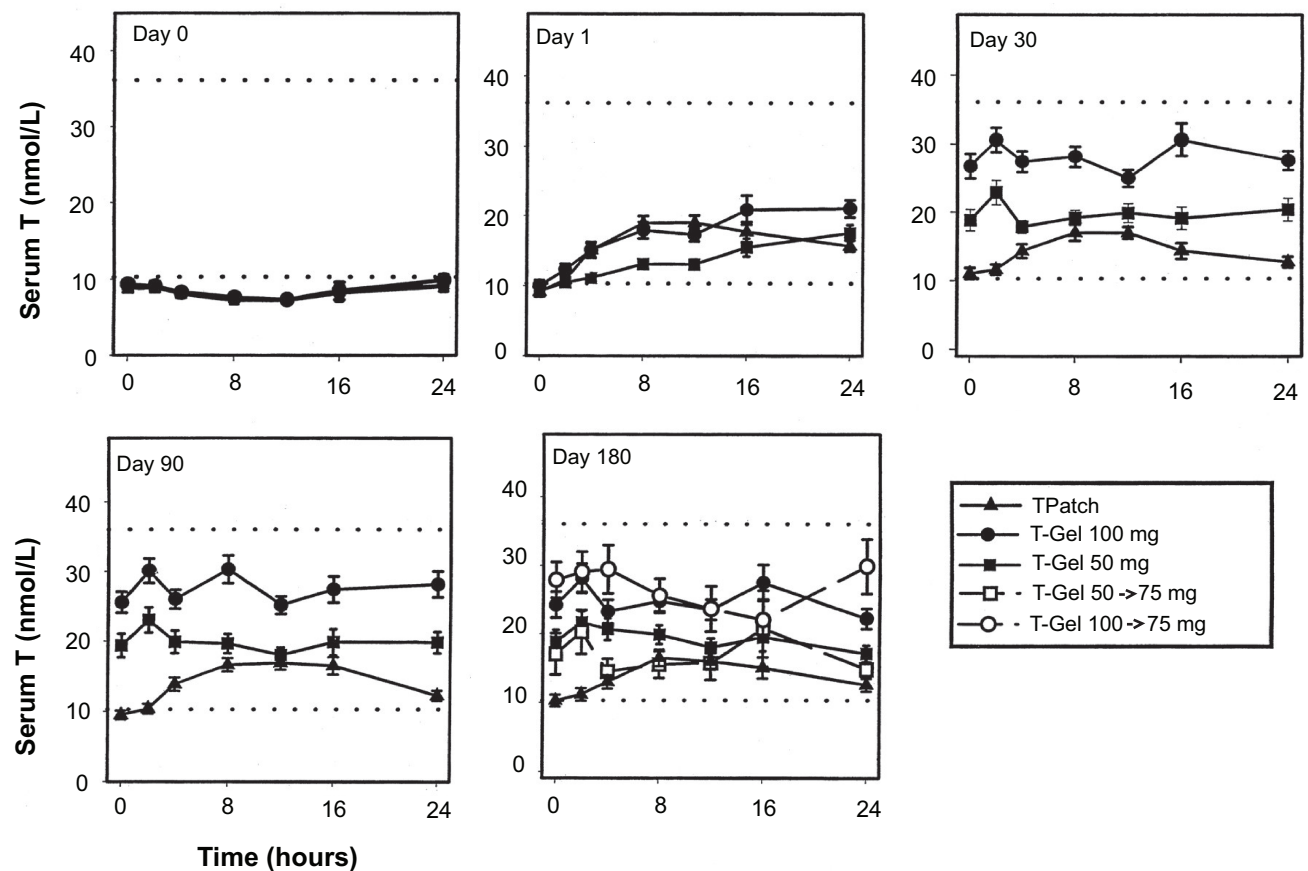 Day 0
40
30
20
10
0
0 8 16 24
Day 1
40
30
20
10
0
0 8 16 24
Day 30
40
30
20
10
0
0 8 16 24
Serum T (nmol/L)
Day 90
40
30
20
10
0
0 8 16 24
Day 180
40
30
20
10
0
0 8 16 24
Serum T (nmol/L)
Time (hours)
TPatch
T-Gel 100 mg
T-Gel 50 mg
T-Gel 50 -> 75 mg
T-Gel 100 -> 75 mg